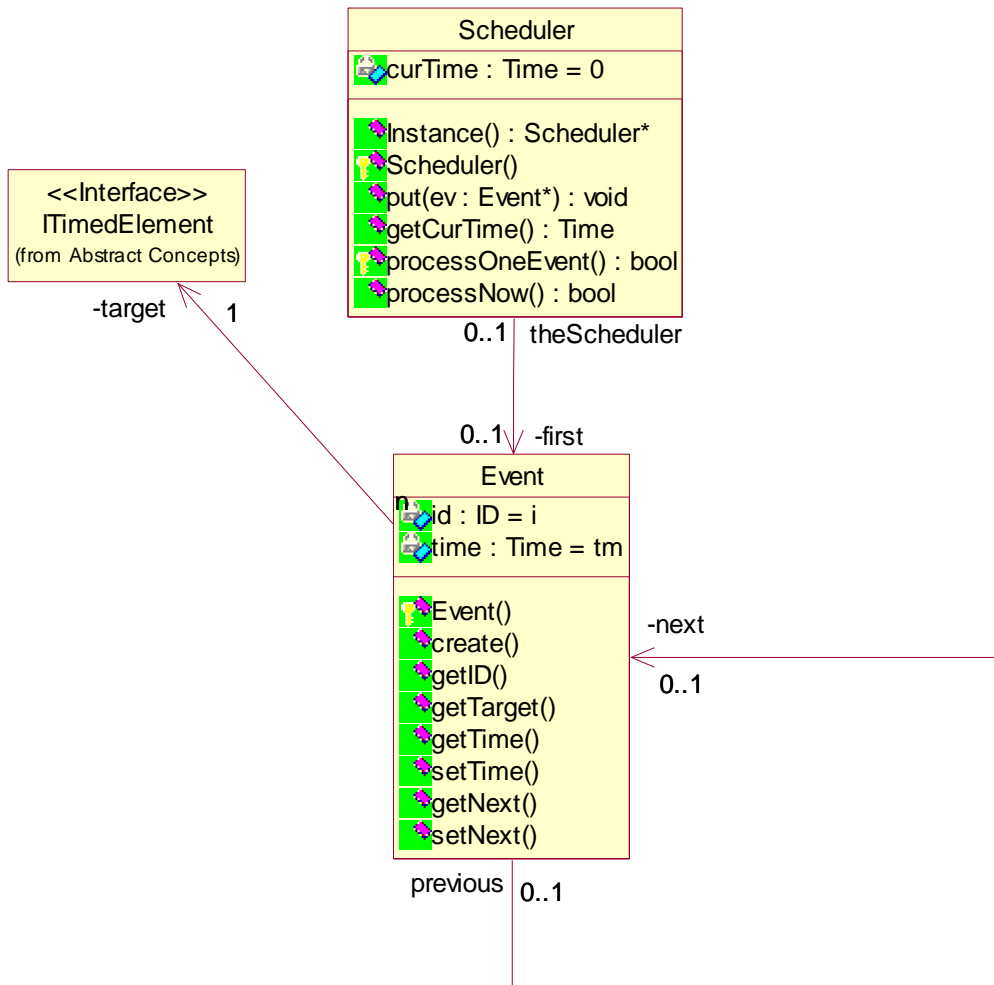 Scheduler
curTime : Time = 0
Instance() : Scheduler*
Scheduler()
put(ev : Event*) : void
getCurTime() : Time
processOneEvent() : bool
processNow() : bool
<<Interface>>
ITimedElement
(from Abstract Concepts)
-target
1
0..1
theScheduler
0..1
-first
Event
n
id : ID = i
time : Time = tm
Event()
create()
getID()
getTarget()
getTime()
setTime()
getNext()
setNext()
-next
0..1
previous
0..1